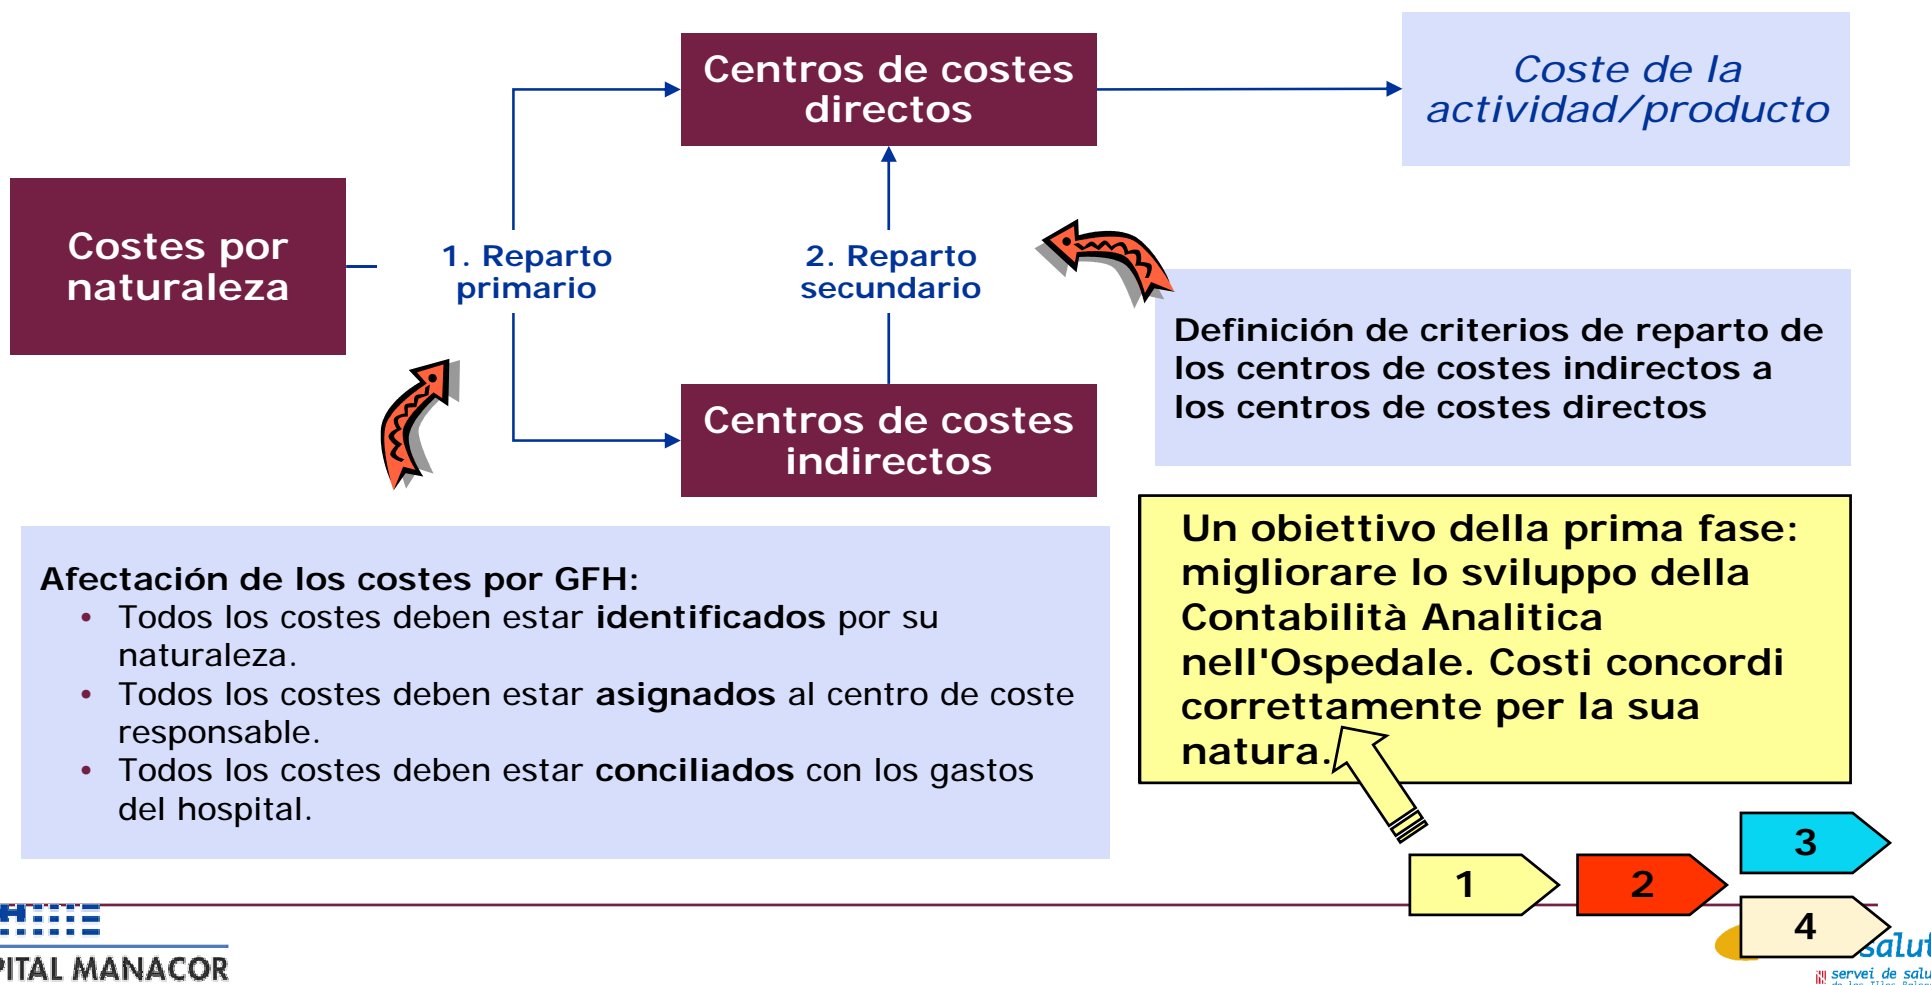 Centros de costes
directos
Coste de la
actividad/producto
Costes por
naturaleza
1. Reparto
primario
2. Reparto
secundario
Definición de criterios de reparto de
los centros de costes indirectos a
los centros de costes directos
Centros de costes
indirectos
Afectación de los costes por GFH:
• Todos los costes deben estar identificados por su
naturaleza.
• Todos los costes deben estar asignados al centro de coste
responsable.
• Todos los costes deben estar conciliados con los gastos
del hospital.
Un obiettivo della prima fase:
migliorare lo sviluppo della
Contabilità Analitica
nell'Ospedale. Costi concordi
correttamente per la sua
natura.
1
2
3
4
PITAL MANACOR
salut
servei de salu
de les Illes Balea